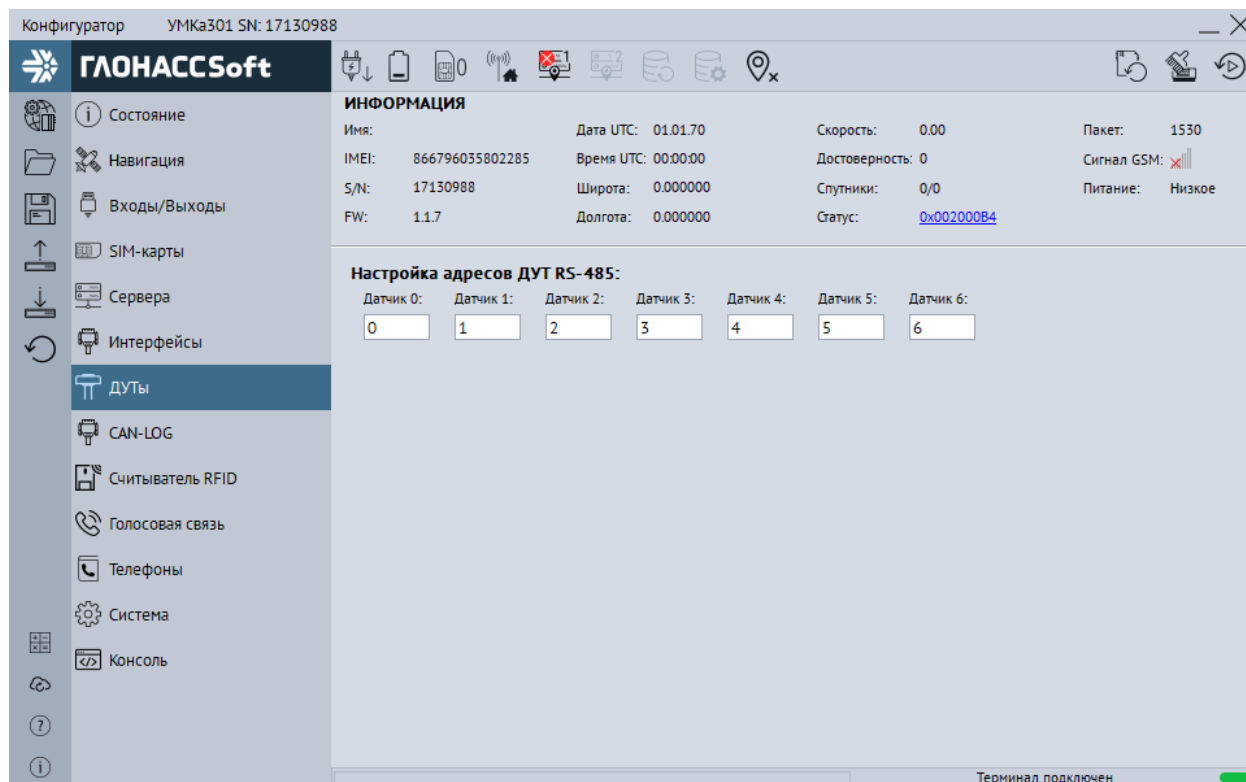 Конфигуратор УМКа301 SN: 17130988
ГЛОНАССSoft
0
1
2
x
Состояние
Навигация
Входы/Выходы
SIM-карты
Сервера
Интерфейсы
ДУТы
CAN-LOG
Считыватель RFID
Голосовая связь
Телефоны
Система
Консоль
ИНФОРМАЦИЯ
Имя: Дата UTC: 01.01.70 Скорость: 0.00 Пакет: 1530
IMEI: 866796035802285 Время UTC: 00:00:00 Достоверность: 0 Сигнал GSM:
S/N: 17130988 Широта: 0.000000 Спутники: 0/0 Питание: Низкое
FW: 1.1.7 Долгота: 0.000000 Статус: 0x002000B4
Настройка адресов ДУТ RS-485:
Датчик 0: Датчик 1: Датчик 2: Датчик 3: Датчик 4: Датчик 5: Датчик 6:
0 1 2 3 4 5 6
Терминал подключен